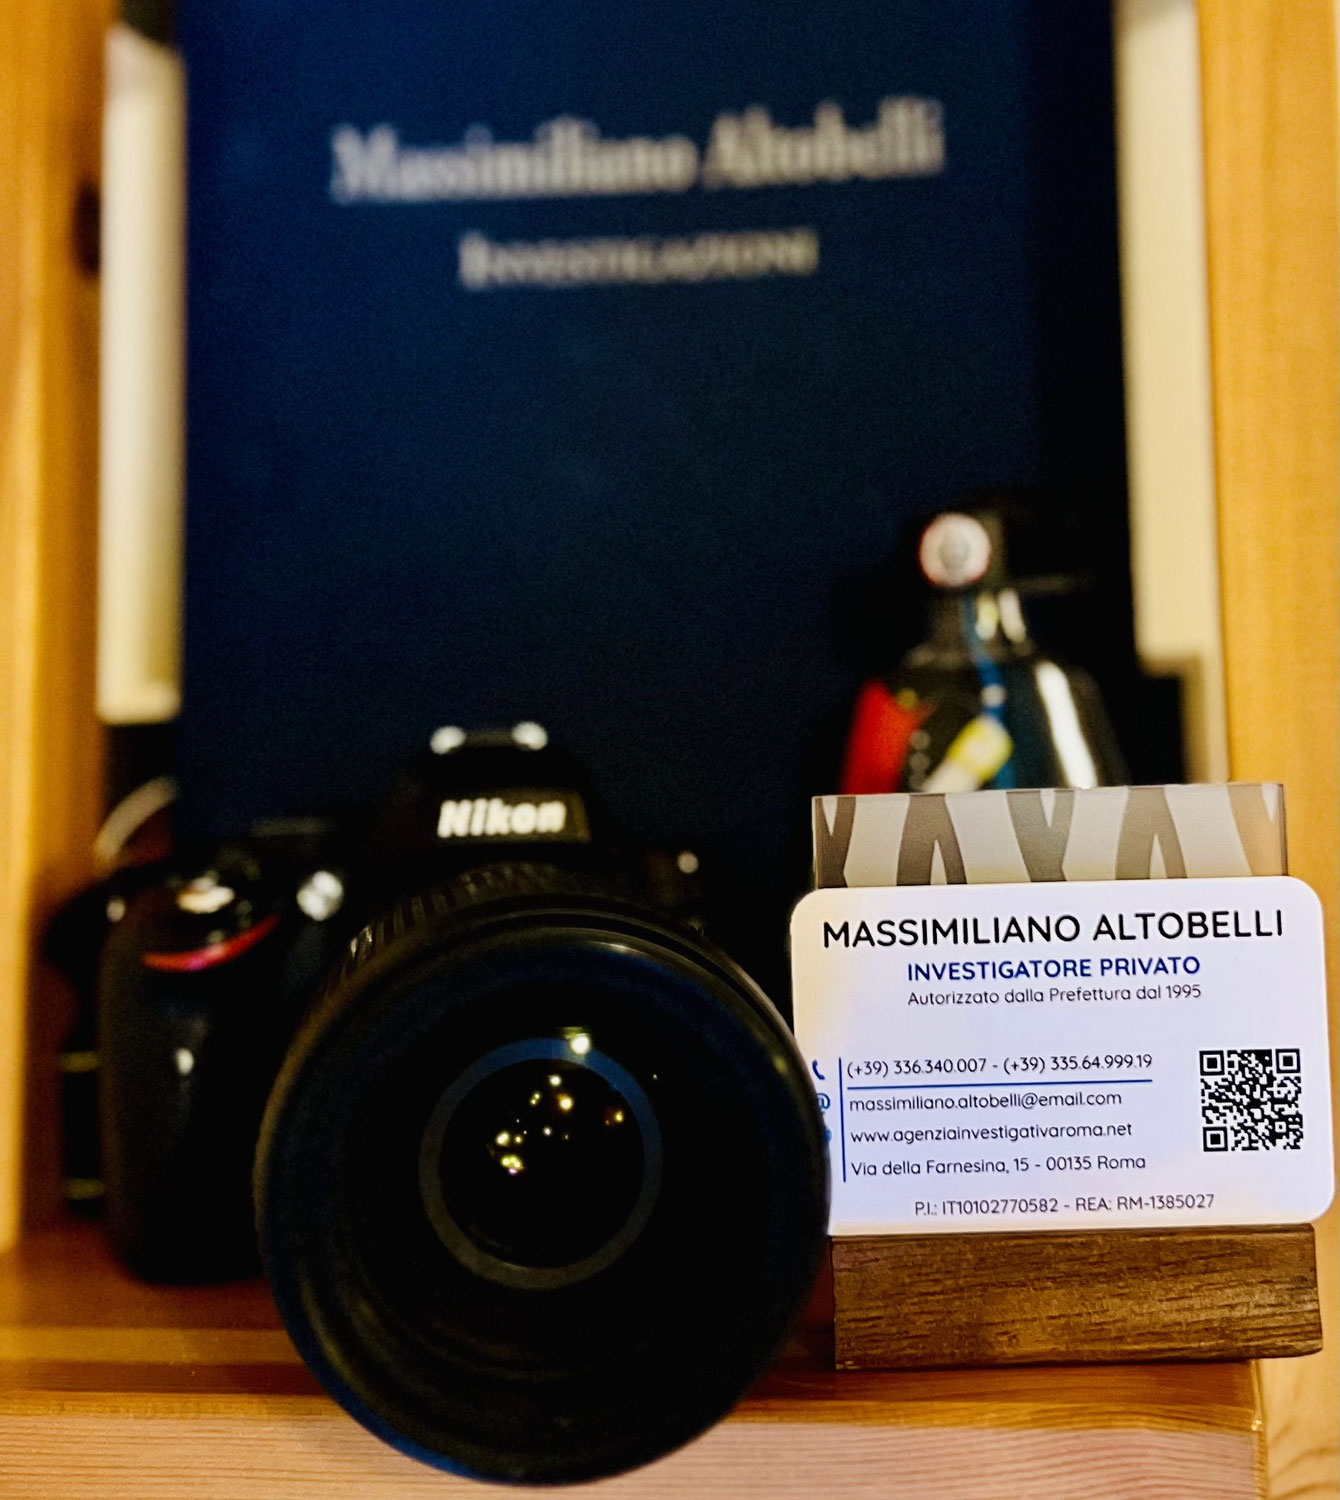 Massimiliano Altobelli
INVESTIGAZIONI
Nikon
MASSIMILIANO ALTOBELLI
INVESTIGATORE PRIVATO
Autorizzato dalla Prefettura dal 1995
(+39) 336.340.007 - (+39) 335.64.999.19
massimiliano.altobelli@email.com
www.agenziainvestigativaroma.net
Via della Farnesina, 15 - 00135 Roma
P.I.: IT10102770582 - REA: RM-1385027